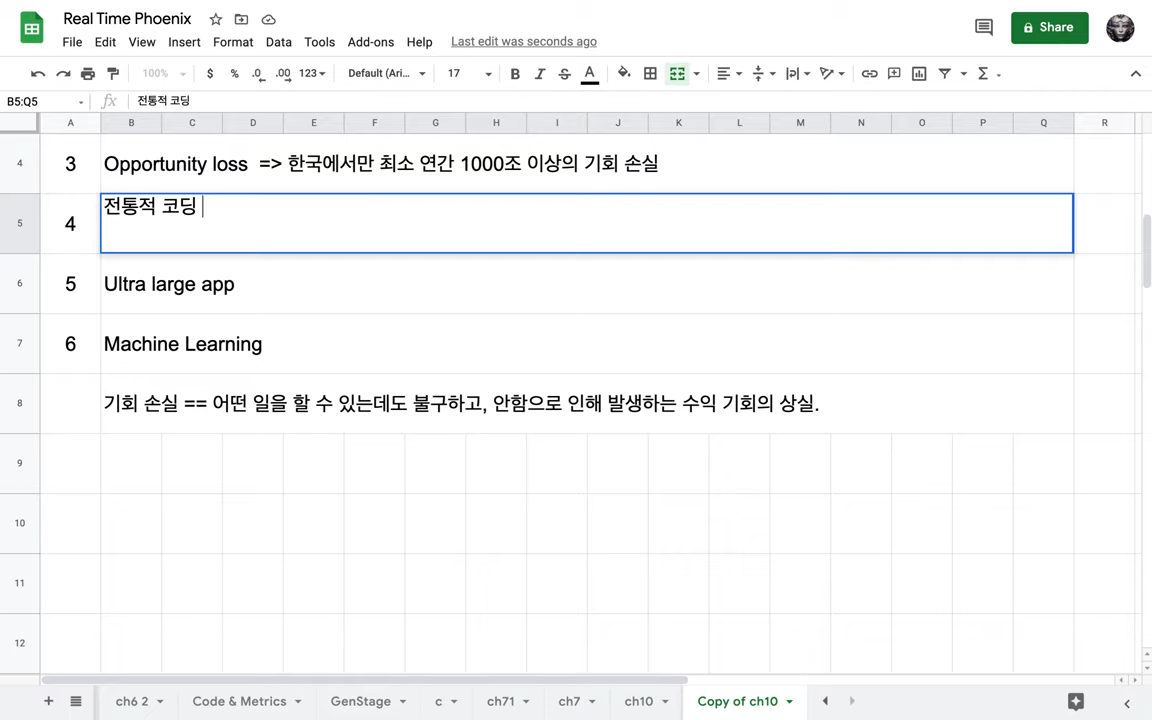 Real Time Phoenix
File Edit View Insert Format Data Tools Add-ons Help Last edit was seconds ago
Share
100% $ % .0 .00 123 Default (Ari... 17 B I S A
B5:Q5 fx 전통적 코딩
A B C D E F G H I J K L M N O P Q R
4 3 Opportunity loss => 한국에서만 최소 연간 1000조 이상의 기회 손실
5 4 전통적 코딩
6 5 Ultra large app
7 6 Machine Learning
8 기회 손실 == 어떤 일을 할 수 있는데도 불구하고, 안함으로 인해 발생하는 수익 기회의 상실.
9
10
11
12
ch6 2 Code & Metrics GenStage c ch71 ch7 ch10 Copy of ch10